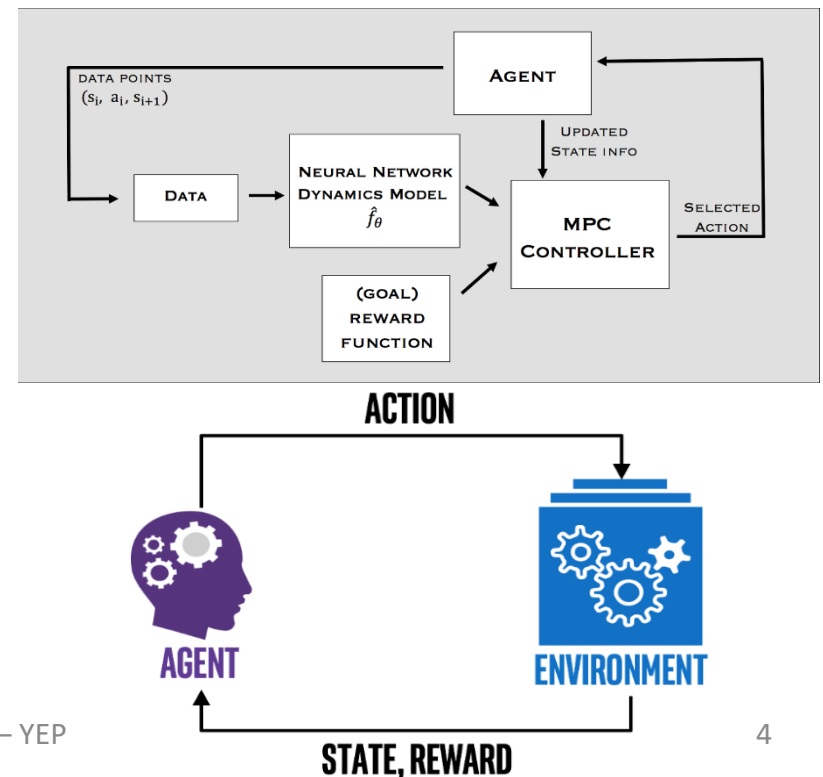 AGENT
DATA POINTS
(sᵢ, aᵢ, sᵢ₊₁)
UPDATED
STATE INFO
NEURAL NETWORK
DYNAMICS MODEL
f̂_θ
DATA
MPC
CONTROLLER
SELECTED
ACTION
(GOAL)
REWARD
FUNCTION
ACTION
AGENT
ENVIRONMENT
– YEP
4
STATE, REWARD